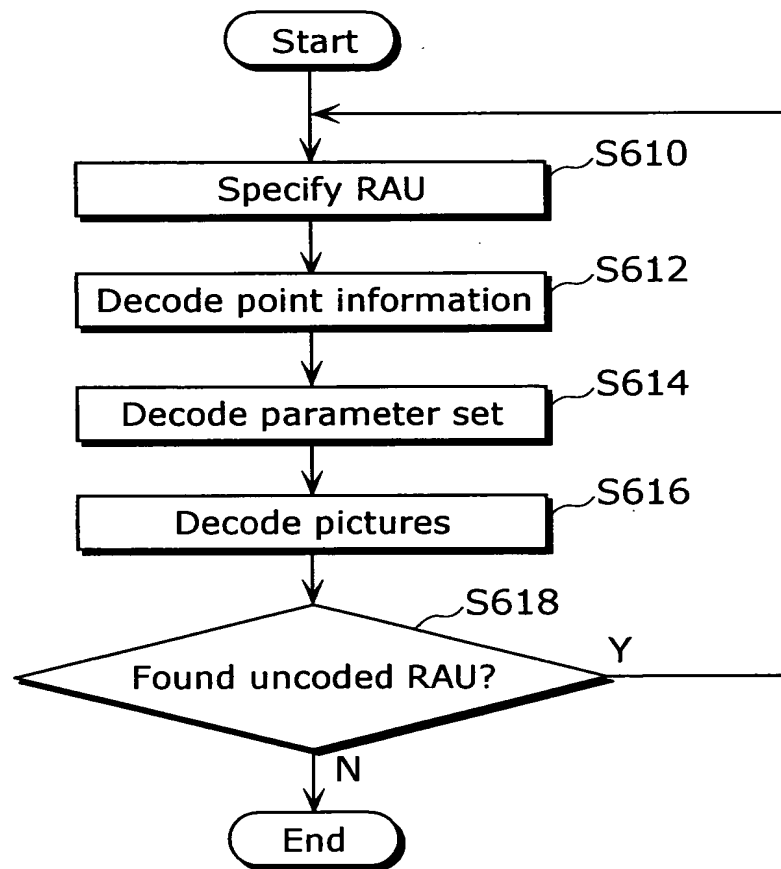 Start
S610
Specify RAU
S612
Decode point information
S614
Decode parameter set
S616
Decode pictures
S618
Found uncoded RAU?
Y
N
End